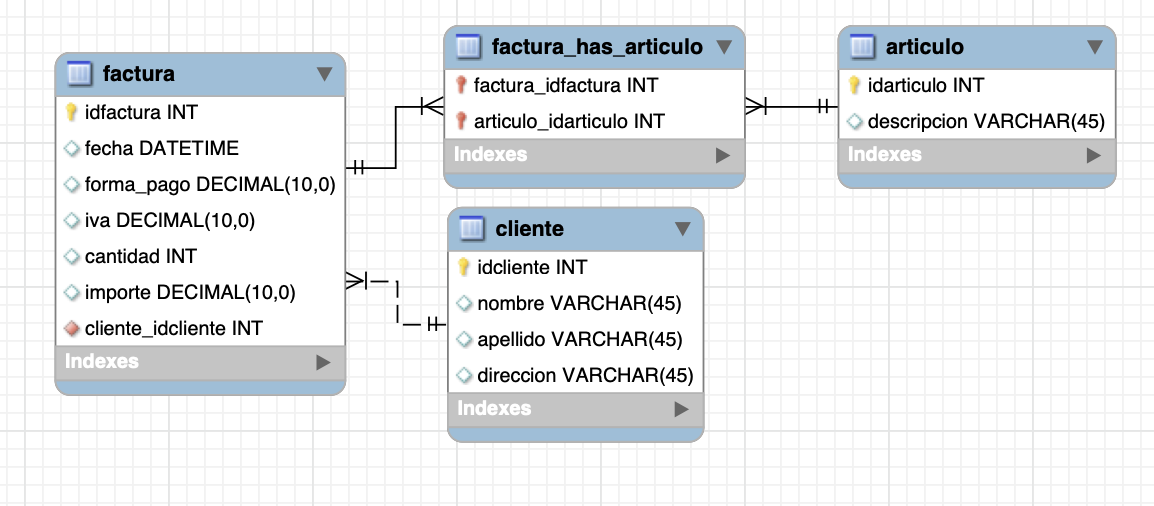 factura
idfactura INT
fecha DATETIME
forma_pago DECIMAL(10,0)
iva DECIMAL(10,0)
cantidad INT
importe DECIMAL(10,0)
cliente_idcliente INT
Indexes
factura_has_articulo
factura_idfactura INT
articulo_idarticulo INT
Indexes
articulo
idarticulo INT
descripcion VARCHAR(45)
Indexes
cliente
idcliente INT
nombre VARCHAR(45)
apellido VARCHAR(45)
direccion VARCHAR(45)
Indexes